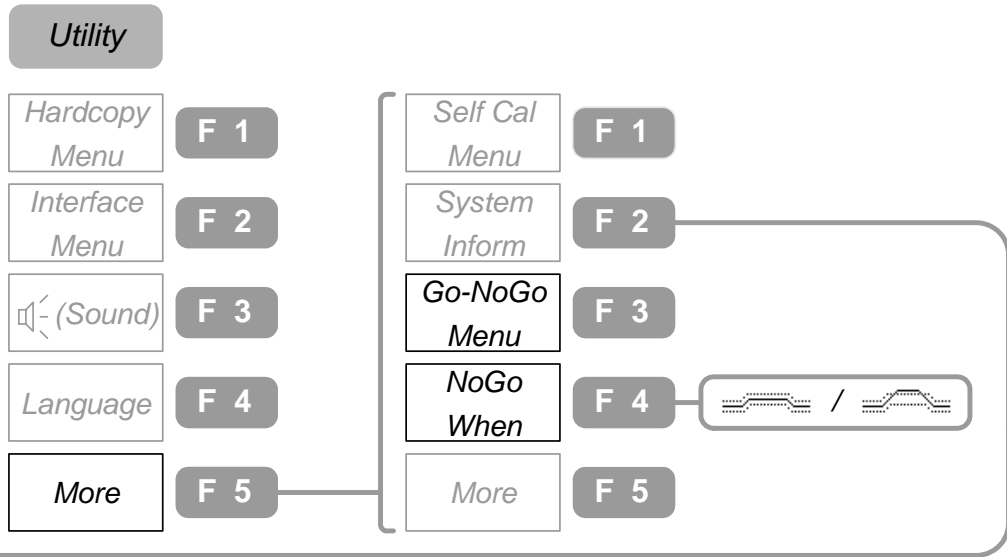 Utility
Hardcopy
Menu
F 1
Interface
Menu
F 2
(Sound)
F 3
Language
F 4
More
F 5
Self Cal
Menu
F 1
System
Inform
F 2
Go-NoGo
Menu
F 3
NoGo
When
F 4
/
More
F 5